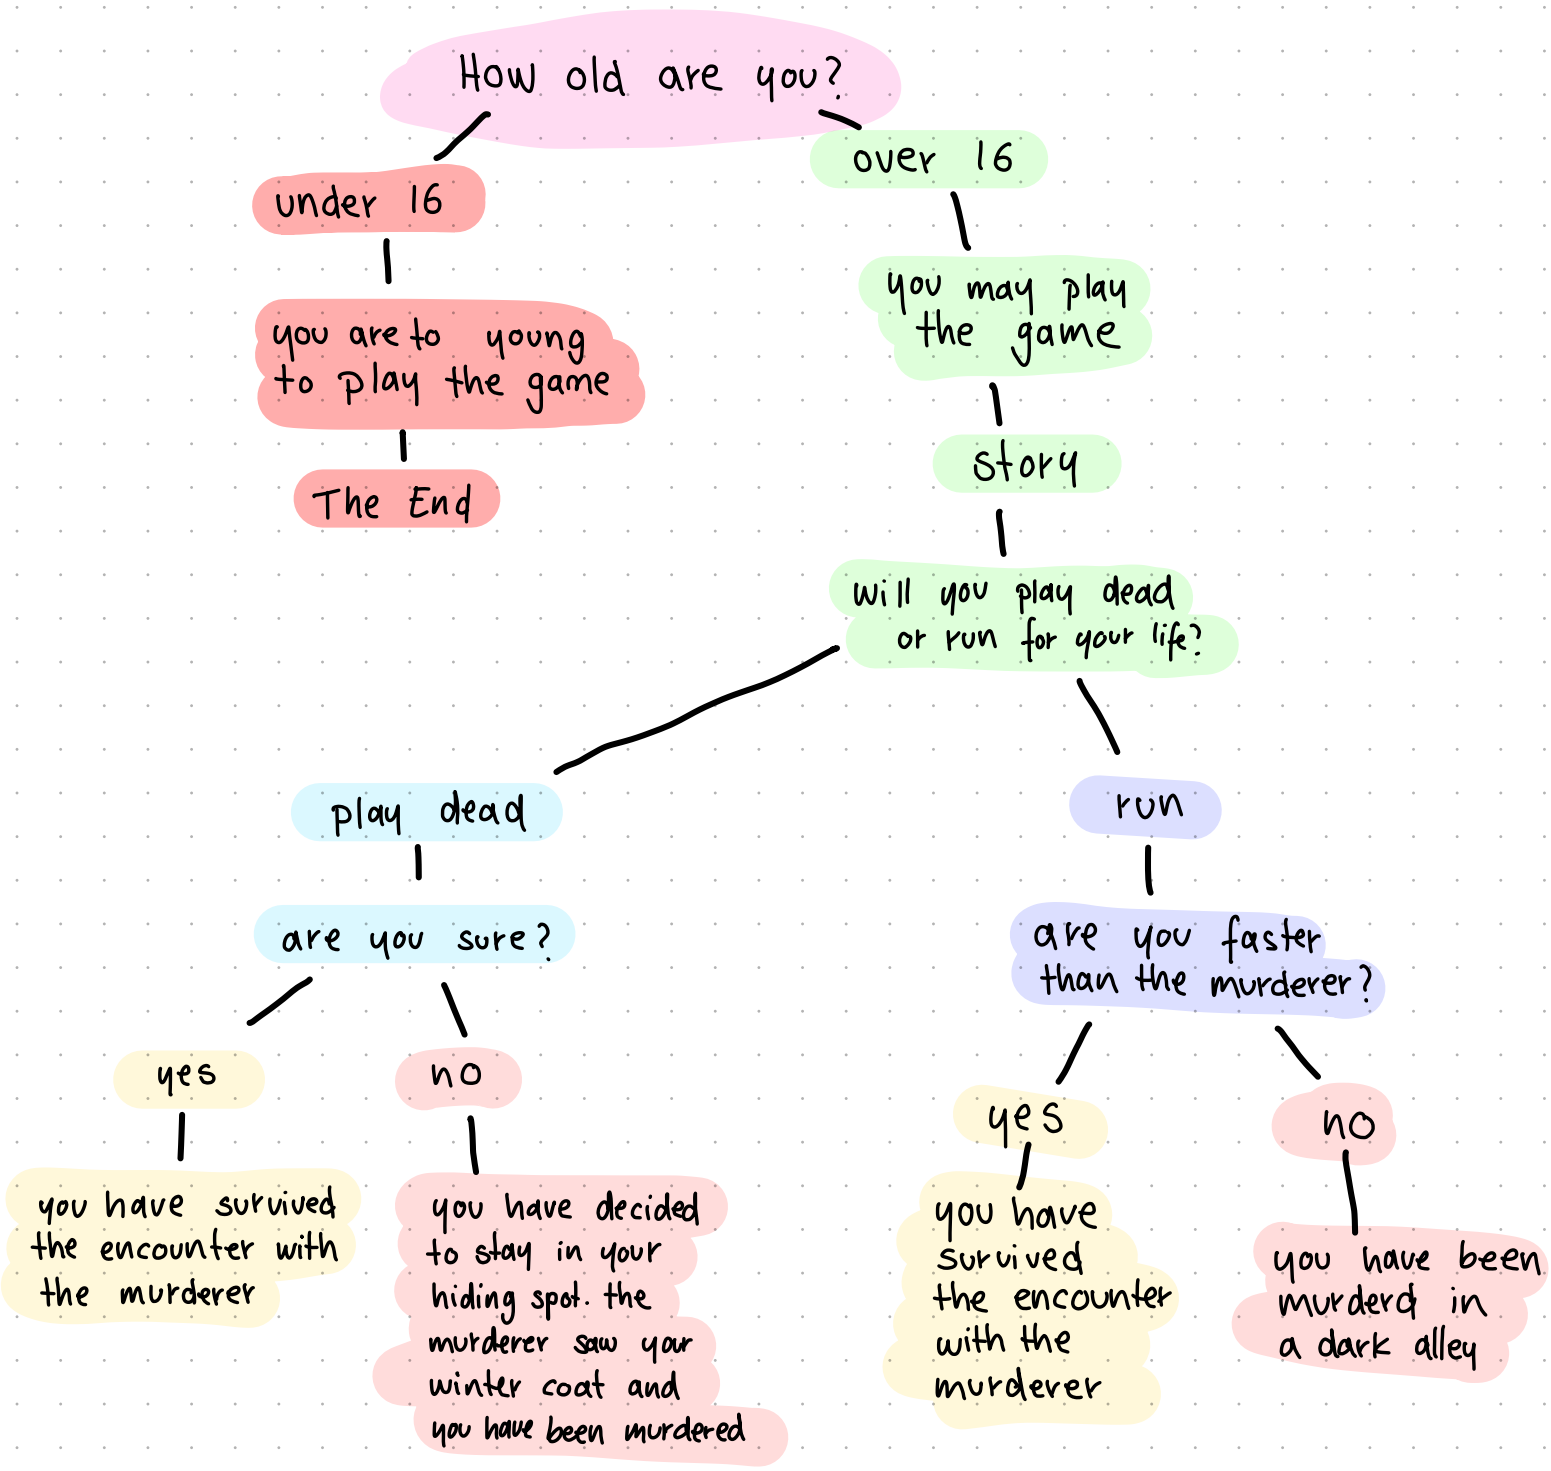 How old are you?
under 16
over 16
you are to young
to play the game
you may play
the game
The End
story
will you play dead
or run for your life?
play dead
run
are you sure?
are you faster
than the murderer?
yes
no
yes
no
you have survived
the encounter with
the murderer
you have decided
to stay in your
hiding spot. the
murderer saw your
winter coat and
you have been murdered
you have
survived
the encounter
with the
murderer
you have been
murderd in
a dark alley